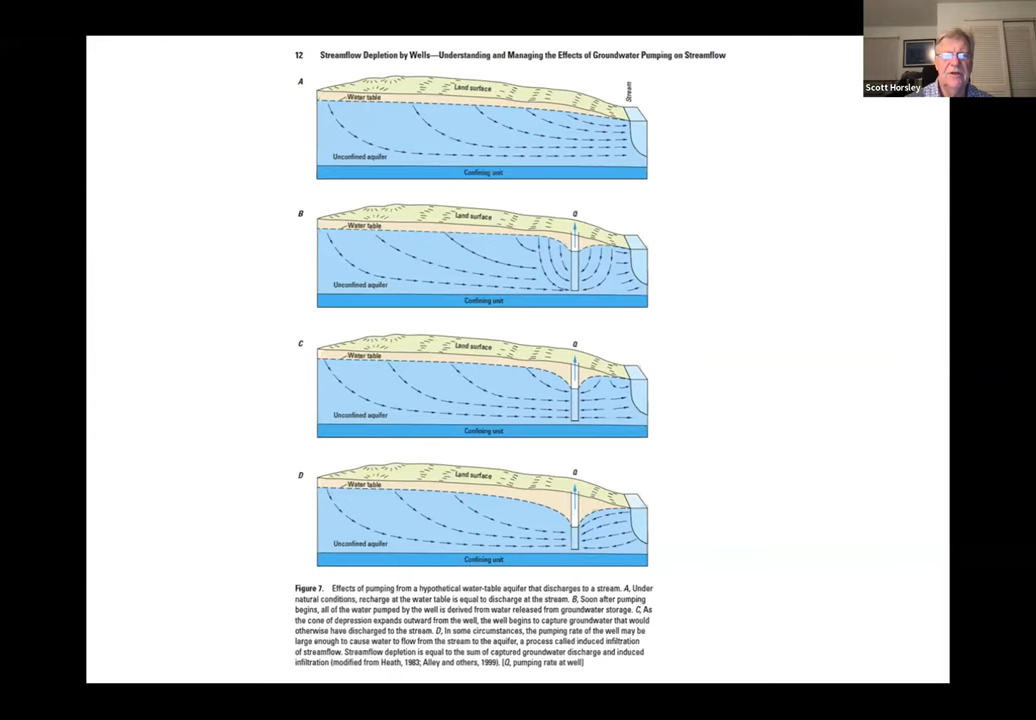 12 Streamflow Depletion by Wells—Understanding and Managing the Effects of Groundwater Pumping on Streamflow
Scott Horsley
A
Land surface
Stream
Water table
Unconfined aquifer
Confining unit
B
Q
Land surface
Water table
Unconfined aquifer
Confining unit
C
Q
Land surface
Water table
Unconfined aquifer
Confining unit
D
Q
Land surface
Water table
Unconfined aquifer
Confining unit
Figure 7. Effects of pumping from a hypothetical water-table aquifer that discharges to a stream. A, Under
natural conditions, recharge at the water table is equal to discharge at the stream. B, Soon after pumping
begins, all of the water pumped by the well is derived from water released from groundwater storage. C, As
the cone of depression expands outward from the well, the well begins to capture groundwater that would
otherwise have discharged to the stream. D, In some circumstances, the pumping rate of the well may be
large enough to cause water to flow from the stream to the aquifer, a process called induced infiltration
of streamflow. Streamflow depletion is equal to the sum of captured groundwater discharge and induced
infiltration (modified from Heath, 1983; Alley and others, 1999). [Q, pumping rate at well]